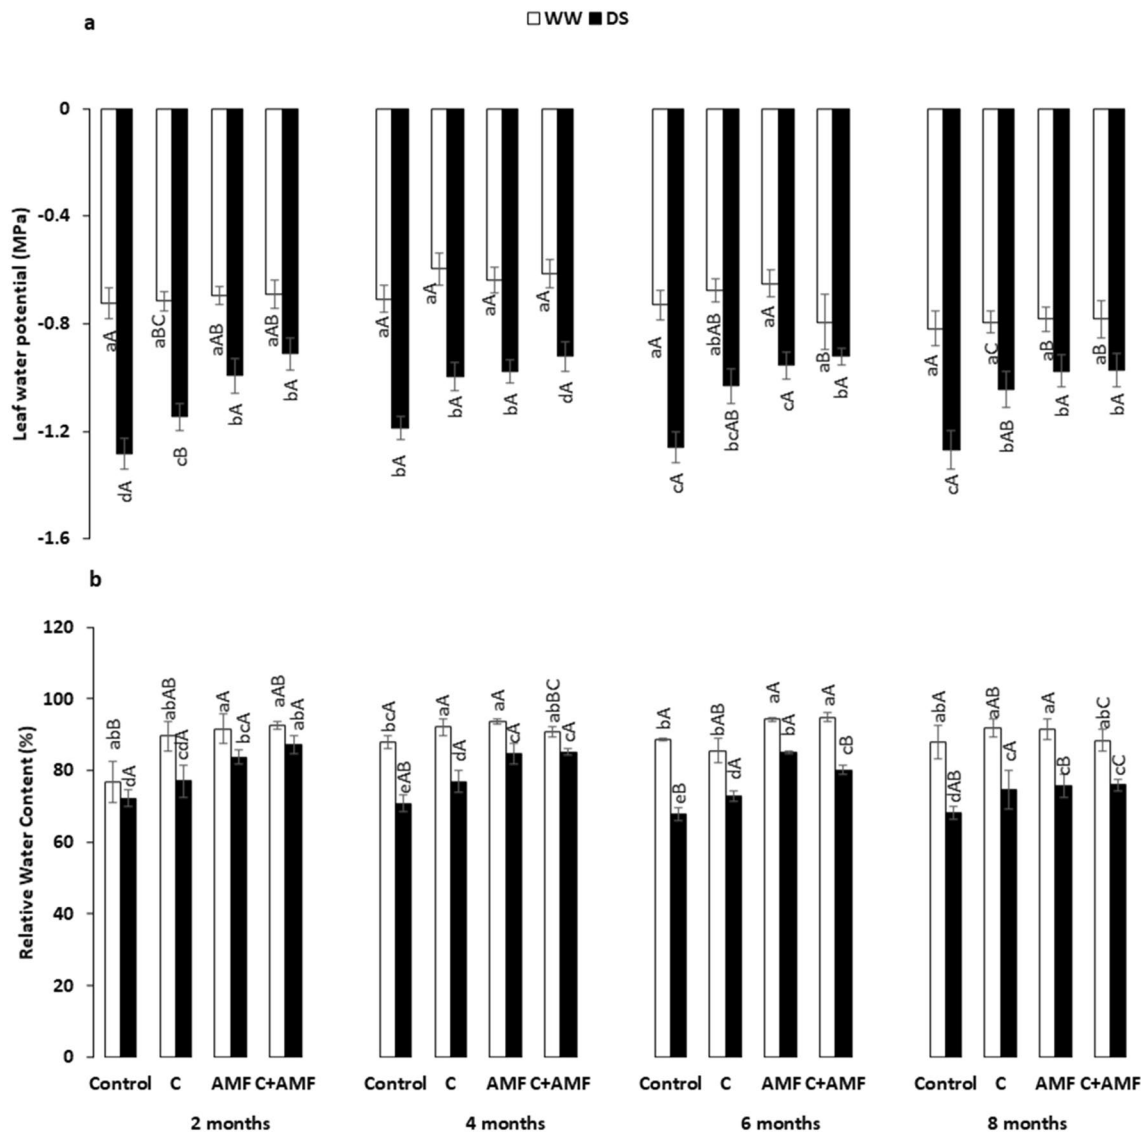 a
WW DS
Leaf water potential (MPa)
0
-0.4
-0.8
-1.2
-1.6
aA aBC aAB aAB aA aA aA aA aA abAB aA aB aA aC aB aB
dA cB bA bA bA bA bA dA cA bcAB cA bA cA bAB bA bA
b
Relative Water Content (%)
120
100
80
60
40
20
0
abB abAB aA aAB bcA aA aA abBC bA bAB aA aA abA aAB aA abC
dA cdA bcA abA eAB dA cA cA eB dA bA cB dAB cA cB cC
Control C AMF C+AMF Control C AMF C+AMF Control C AMF C+AMF Control C AMF C+AMF
2 months 4 months 6 months 8 months